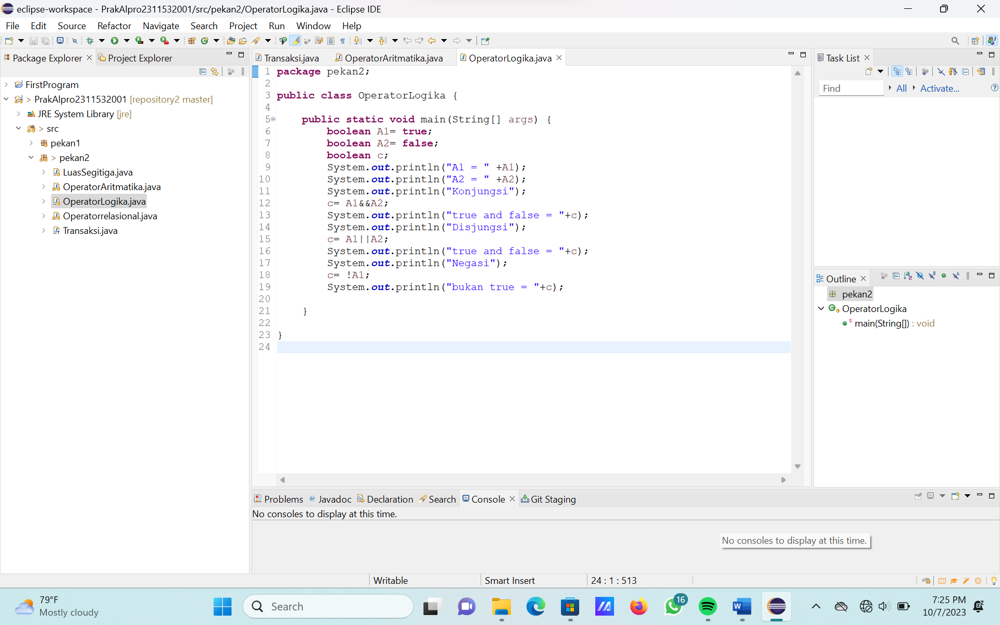 eclipse-workspace - PrakAlpro2311532001/src/pekan2/OperatorLogika.java - Eclipse IDE
File Edit Source Refactor Navigate Search Project Run Window Help
Package Explorer Project Explorer
FirstProgram
> PrakAlpro2311532001 [repository2 master]
JRE System Library [jre]
> src
pekan1
> pekan2
LuasSegitiga.java
OperatorAritmatika.java
OperatorLogika.java
Operatorrelasional.java
Transaksi.java
Transaksi.java OperatorAritmatika.java OperatorLogika.java
1 package pekan2;
2
3 public class OperatorLogika {
4
5 public static void main(String[] args) {
6 boolean A1= true;
7 boolean A2= false;
8 boolean c;
9 System.out.println("A1 = " +A1);
10 System.out.println("A2 = " +A2);
11 System.out.println("Konjungsi");
12 c= A1&&A2;
13 System.out.println("true and false = "+c);
14 System.out.println("Disjungsi");
15 c= A1||A2;
16 System.out.println("true and false = "+c);
17 System.out.println("Negasi");
18 c= !A1;
19 System.out.println("bukan true = "+c);
20
21 }
22
23 }
24
Task List
Find All Activate...
Outline
pekan2
OperatorLogika
main(String[]) : void
Problems Javadoc Declaration Search Console Git Staging
No consoles to display at this time.
No consoles to display at this time.
Writable Smart Insert 24 : 1 : 513
79°F
Mostly cloudy
Search
16
7:25 PM
10/7/2023